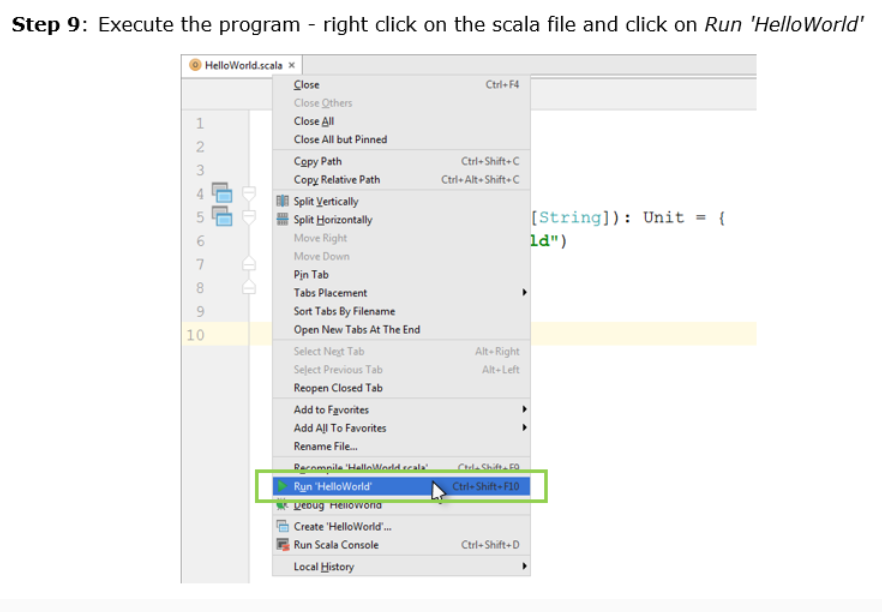 Step 9: Execute the program - right click on the scala file and click on Run 'HelloWorld'
HelloWorld.scala ×
Close Ctrl+F4
Close Others
1 Close All
Close All but Pinned
2
3 Copy Path Ctrl+Shift+C
4 Copy Relative Path Ctrl+Alt+Shift+C
Split Vertically
5 Split Horizontally [String]): Unit = {
6 Move Right ld")
Move Down
7 Pin Tab
8 Tabs Placement
9 Sort Tabs By Filename
10 Open New Tabs At The End
Select Next Tab Alt+Right
Select Previous Tab Alt+Left
Reopen Closed Tab
Add to Favorites
Add All To Favorites
Rename File...
Recompile 'HelloWorld.scala' Ctrl+Shift+F9
Run 'HelloWorld' Ctrl+Shift+F10
Debug 'HelloWorld'
Create 'HelloWorld'...
Run Scala Console Ctrl+Shift+D
Local History